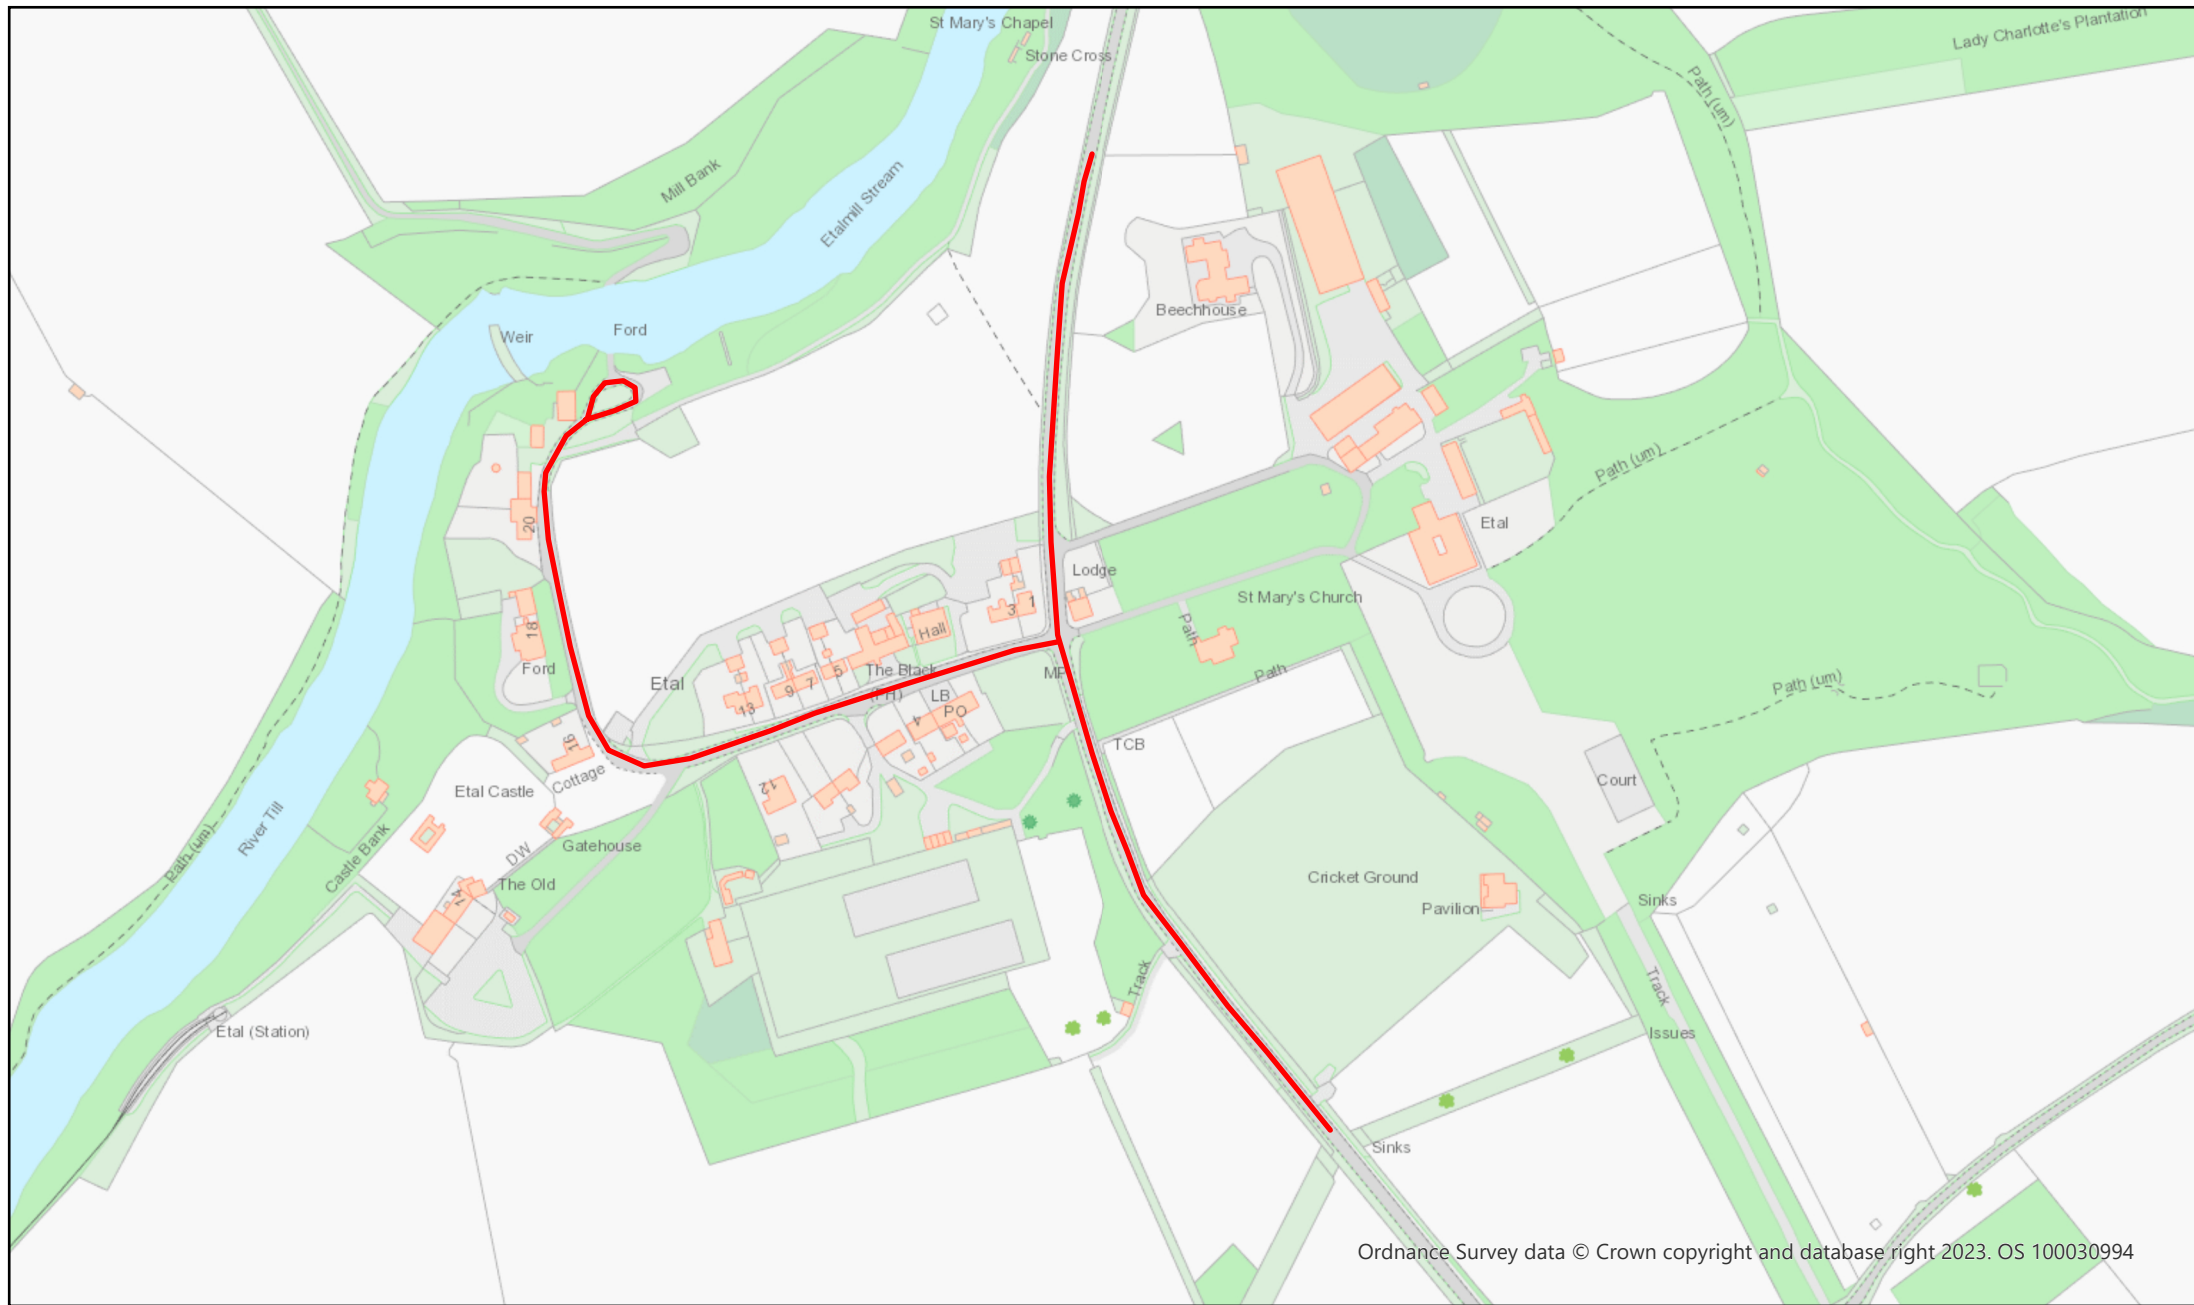 St Mary's Chapel
Lady Charlotte's Plantation
Stone Cross
Path (um)
Mill Bank
Etalmill Stream
Beechhouse
Ford
Weir
Path (um)
20
Etal
Lodge
St Mary's Church
3
1
Hall
18
Path
Ford
Etal
The Black
(PH)
5
7
9
13
MP
Path
Path (um)
LB
PO
4
16
TCB
Cottage
12
Court
Etal Castle
River Till
Path (um)
Castle Bank
DW
Gatehouse
The Old
Cricket Ground
Pavilion
Sinks
Track
Track
Etal (Station)
Issues
Sinks
Ordnance Survey data © Crown copyright and database right 2023. OS 100030994